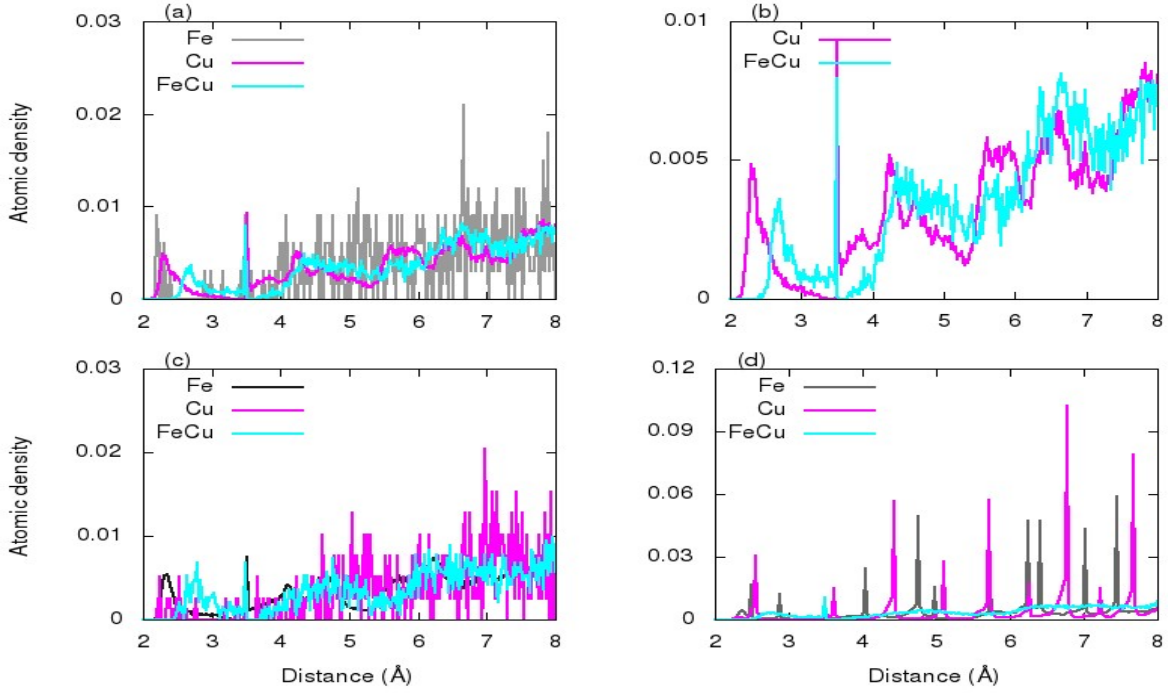 (a)
0.03
Fe
Cu
FeCu
0.02
0.01
0
2 3 4 5 6 7 8
Atomic density
(b)
0.01
Cu
FeCu
0.005
0
2 3 4 5 6 7 8
(c)
0.03
Fe
Cu
FeCu
0.02
0.01
0
2 3 4 5 6 7 8
Atomic density
Distance (Å)
(d)
0.12
Fe
Cu
FeCu
0.09
0.06
0.03
0
2 3 4 5 6 7 8
Distance (Å)